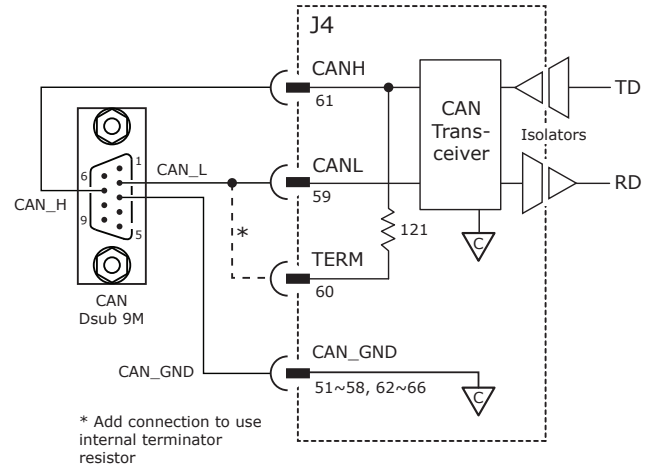 J4
CANH
61
CAN
Trans-
ceiver
Isolators
TD
RD
1
6
9
5
CAN_L
CAN_H
CANL
59
*
121
C
TERM
60
CAN
Dsub 9M
CAN_GND
CAN_GND
51~58, 62~66
C
* Add connection to use
internal terminator
resistor